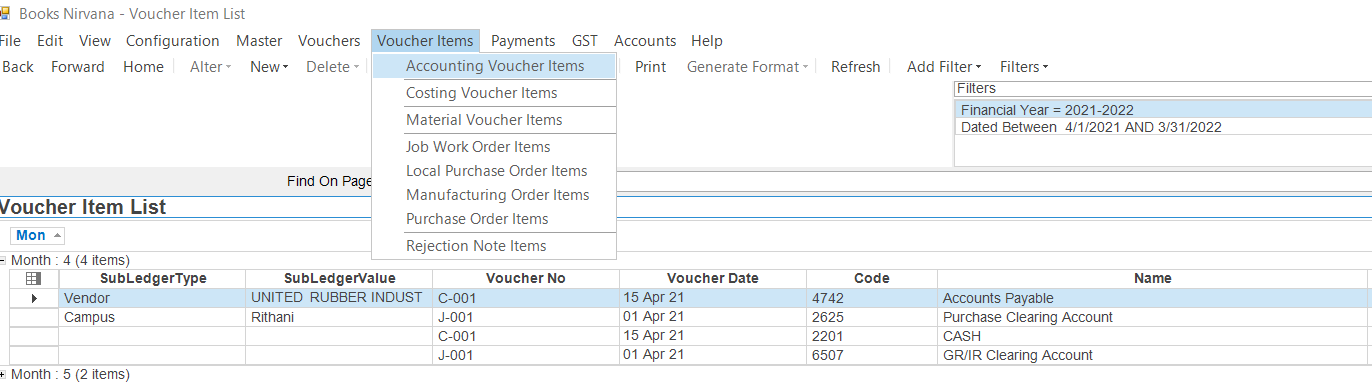 Books Nirvana - Voucher Item List
File Edit View Configuration Master Vouchers Voucher Items Payments GST Accounts Help
Back Forward Home Alter New Delete Print Generate Format Refresh Add Filter Filters
Accounting Voucher Items
Costing Voucher Items
Material Voucher Items
Job Work Order Items
Local Purchase Order Items
Manufacturing Order Items
Purchase Order Items
Rejection Note Items
Filters
Financial Year = 2021-2022
Dated Between 4/1/2021 AND 3/31/2022
Find On Page
Voucher Item List
Mon
Month : 4 (4 items)
SubLedgerType SubLedgerValue Voucher No Voucher Date Code Name
Vendor UNITED RUBBER INDUST C-001 15 Apr 21 4742 Accounts Payable
Campus Rithani J-001 01 Apr 21 2625 Purchase Clearing Account
C-001 15 Apr 21 2201 CASH
J-001 01 Apr 21 6507 GR/IR Clearing Account
Month : 5 (2 items)